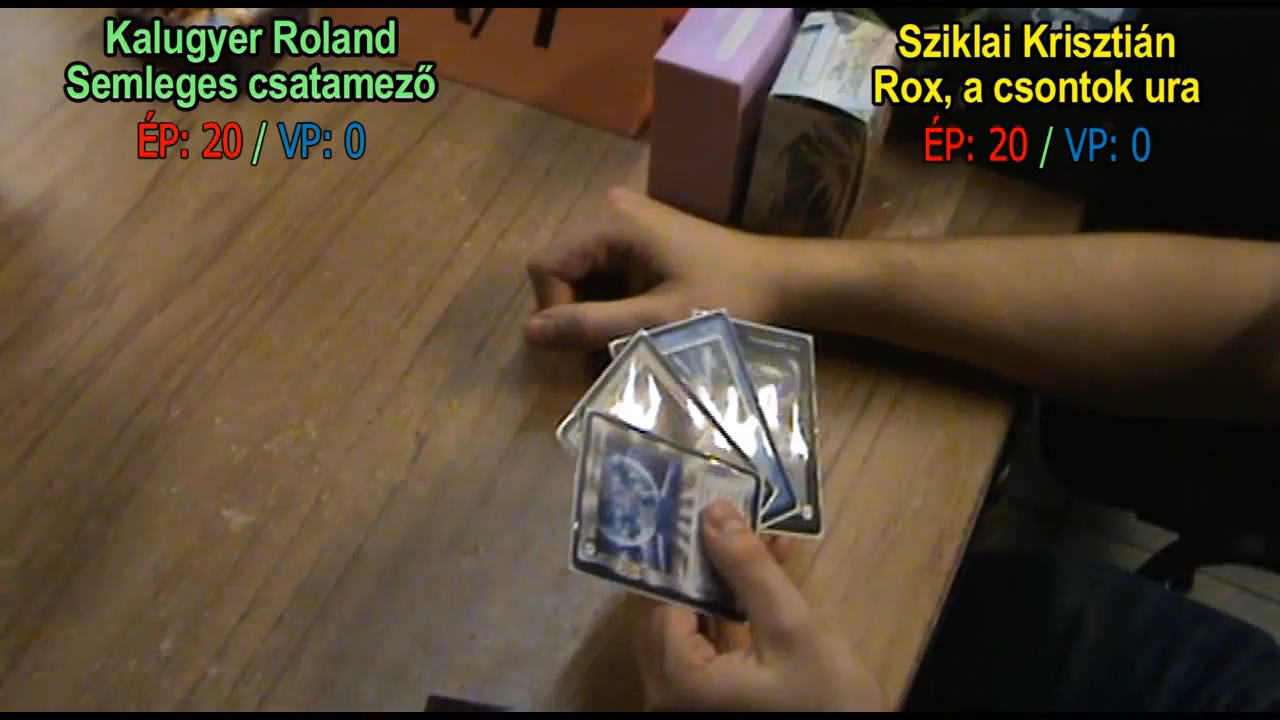 Kalugyer Roland
Semleges csatamező
ÉP: 20 / VP: 0
Sziklai Krisztián
Rox, a csontok ura
ÉP: 20 / VP: 0